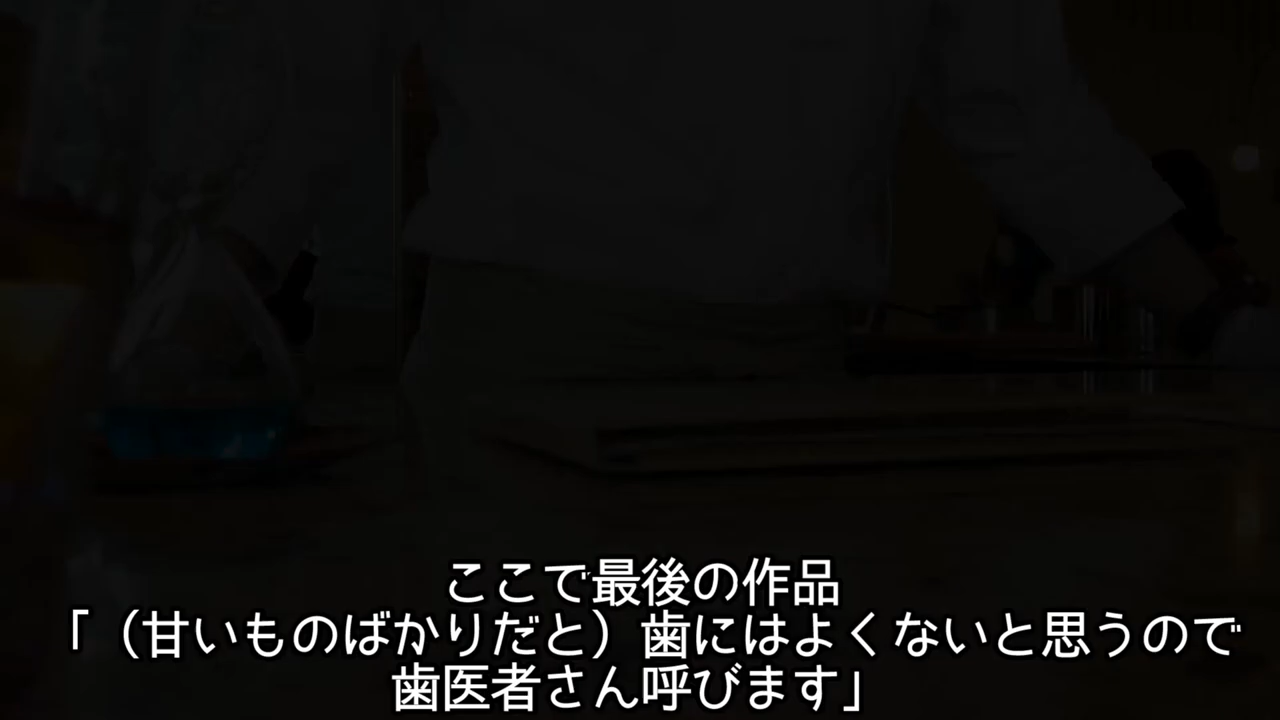 ここで最後の作品
「（甘いものばかりだと）歯にはよくないと思うので
歯医者さん呼びます」